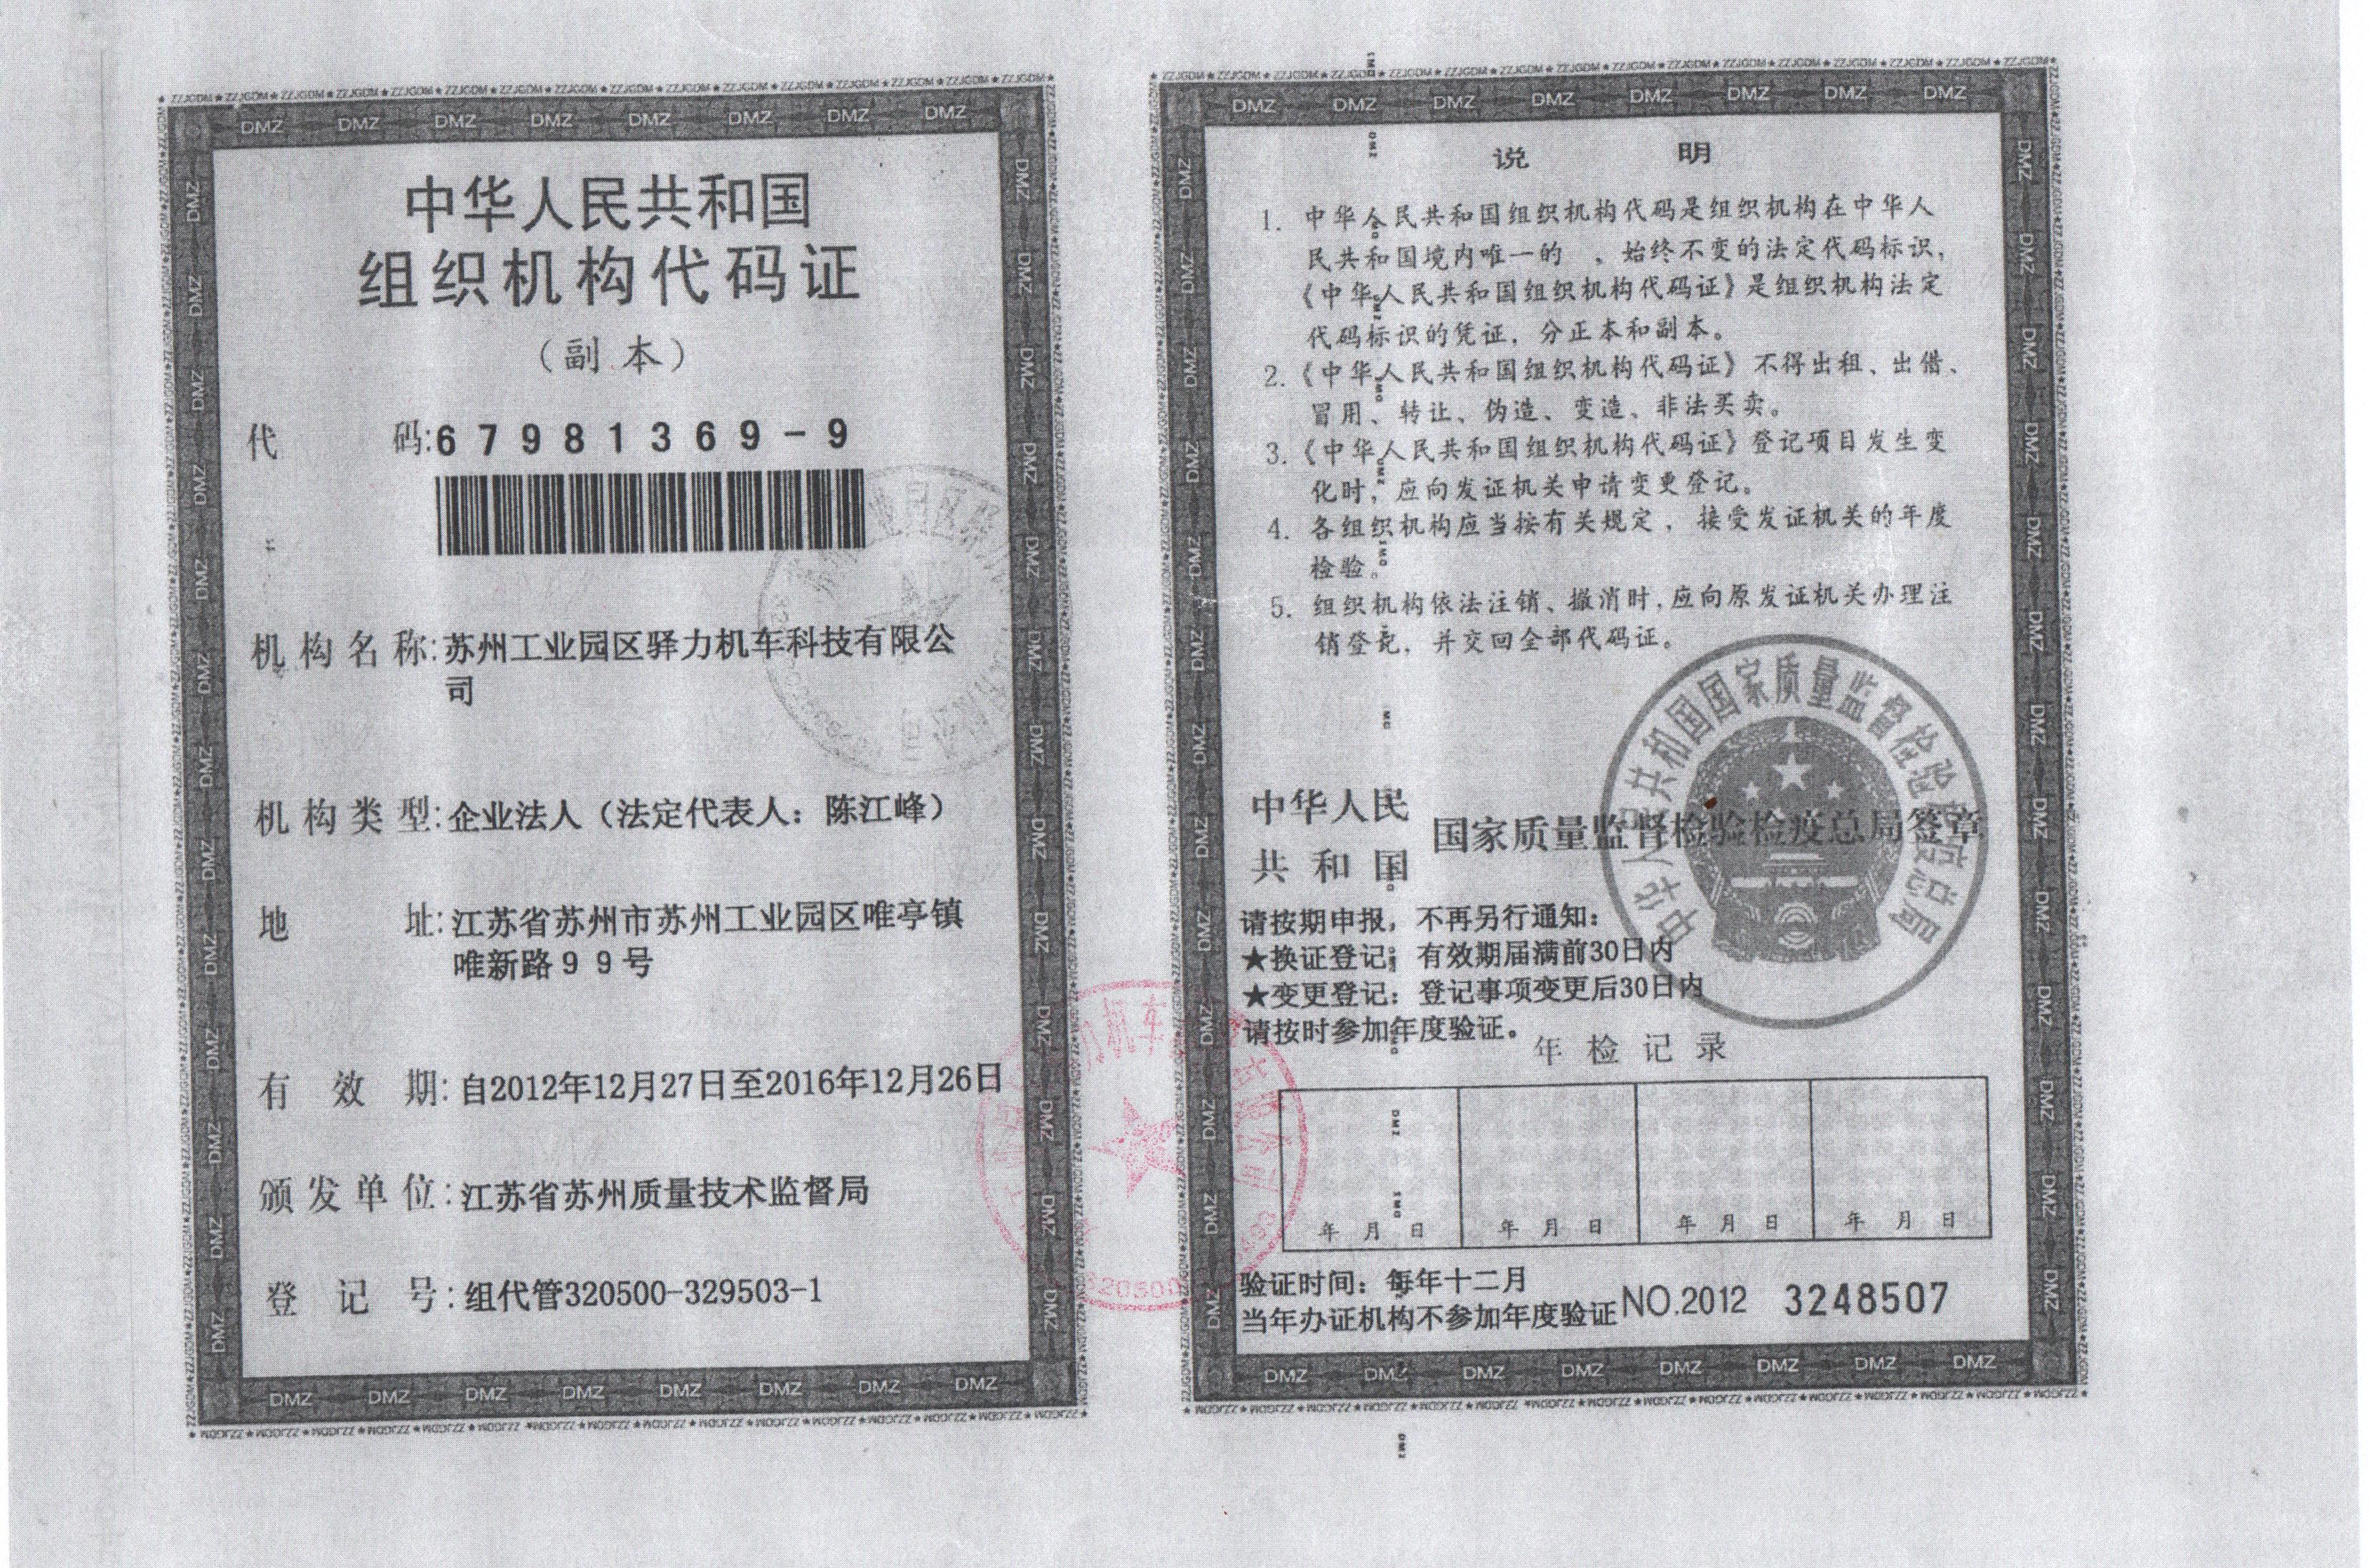 中华人民共和国
组织机构代码证
（副 本）
代 码:67981369-9
机构名称:苏州工业园区驿力机车科技有限公
司
机构类型:企业法人（法定代表人：陈江峰）
地 址:江苏省苏州市苏州工业园区唯亭镇
唯新路99号
有 效 期:自2012年12月27日至2016年12月26日
颁发单位:江苏省苏州质量技术监督局
登 记 号:组代管320500-329503-1
说 明
1. 中华人民共和国组织机构代码是组织机构在中华人
民共和国境内唯一的 、始终不变的法定代码标识，
《中华人民共和国组织机构代码证》是组织机构法定
代码标识的凭证，分正本和副本。
2.《中华人民共和国组织机构代码证》不得出租、出借、
冒用、转让、伪造、变造、非法买卖。
3.《中华人民共和国组织机构代码证》登记项目发生变
化时，应向发证机关申请变更登记。
4. 各组织机构应当按有关规定，接受发证机关的年度
检验。
5. 组织机构依法注销、撤消时，应向原发证机关办理注
销登记，并交回全部代码证。
中华人民共和国国家质量监督检验检疫总局
中华人民
共和国
国家质量监督检验检疫总局签章
请按期申报，不再另行通知：
★换证登记：有效期届满前30日内
★变更登记：登记事项变更后30日内
请按时参加年度验证。
年检记录
年 月 日 年 月 日 年 月 日 年 月 日
验证时间：每年十二月
当年办证机构不参加年度验证
NO.2012 3248507